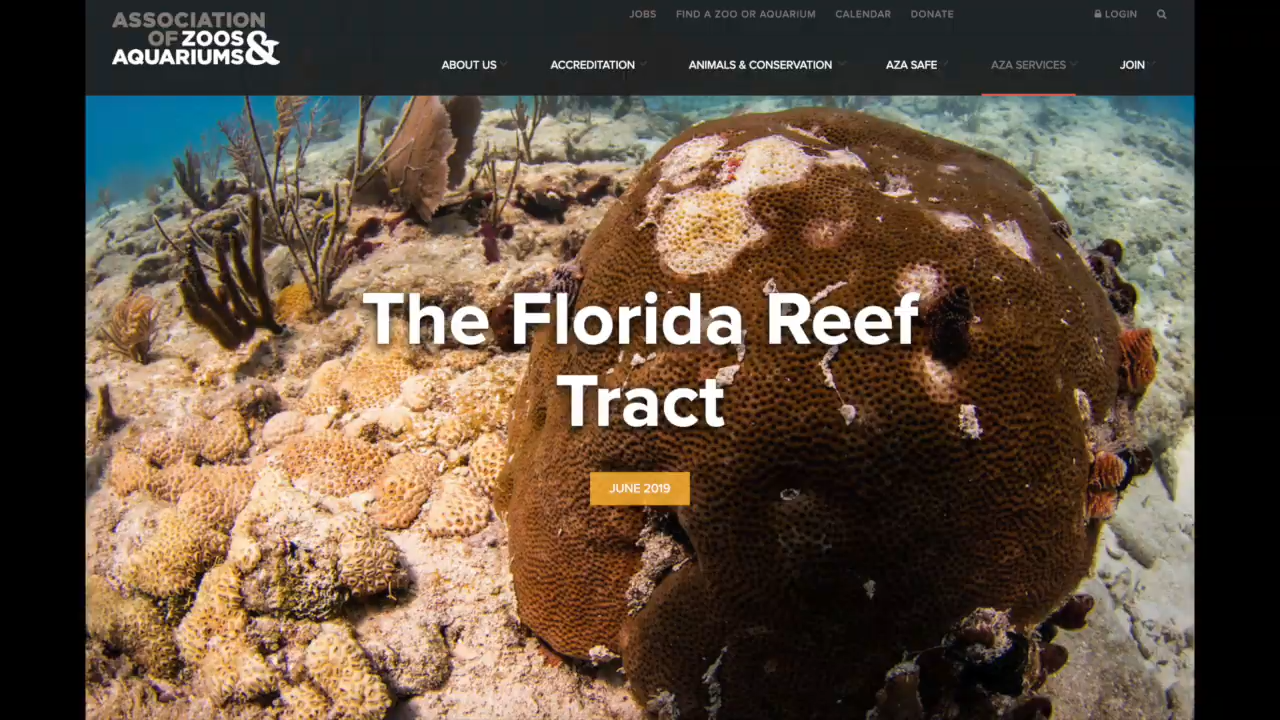 ASSOCIATION
OF ZOOS
AQUARIUMS&
JOBS FIND A ZOO OR AQUARIUM CALENDAR DONATE LOGIN
ABOUT US ACCREDITATION ANIMALS & CONSERVATION AZA SAFE AZA SERVICES JOIN
The Florida Reef
Tract
JUNE 2019